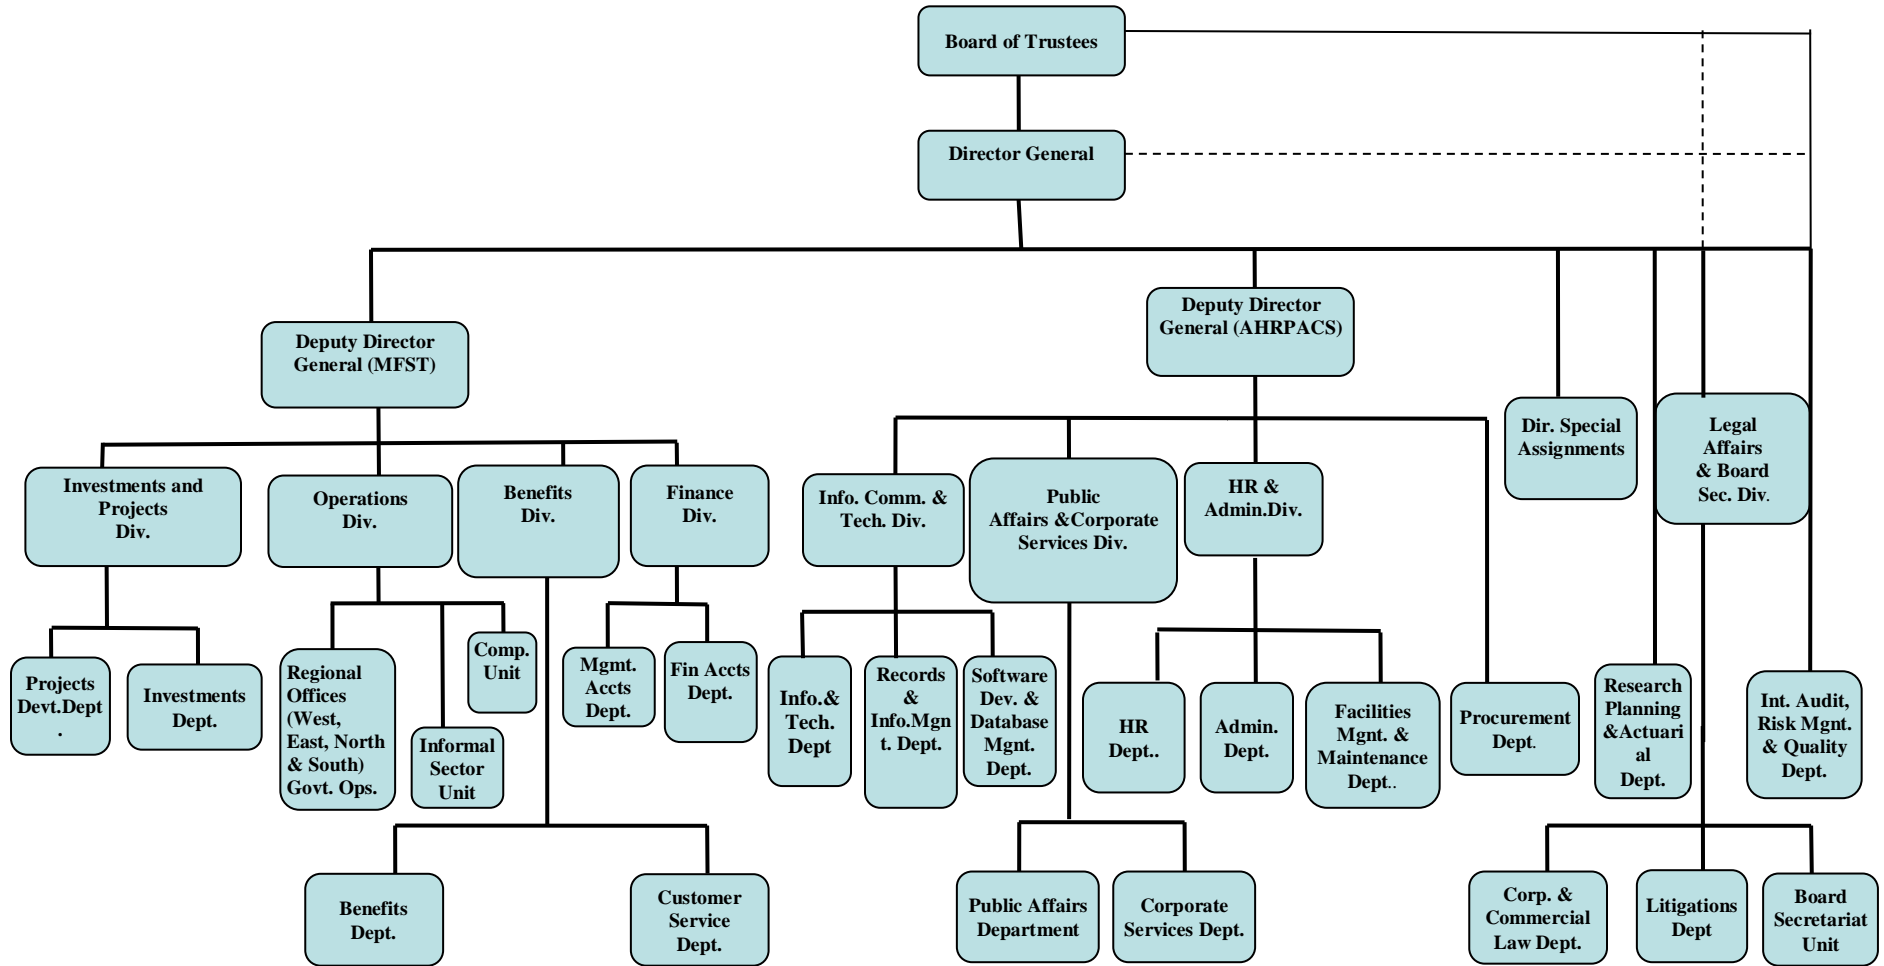 Board of Trustees
Director General
Deputy Director
General (MFST)
Deputy Director
General (AHRPACS)
Dir. Special
Assignments
Legal
Affairs
& Board
Sec. Div.
Investments and
Projects
Div.
Operations
Div.
Benefits
Div.
Finance
Div.
Info. Comm. &
Tech. Div.
Public
Affairs &Corporate
Services Div.
HR &
Admin.Div.
Projects
Devt.Dept
.
Investments
Dept.
Regional
Offices
(West,
East, North
& South)
Govt. Ops.
Informal
Sector
Unit
Comp.
Unit
Mgmt.
Accts
Dept.
Fin Accts
Dept.
Info.&
Tech.
Dept
Records
&
Info.Mgn
t. Dept.
Software
Dev. &
Database
Mgmt.
Dept.
HR
Dept..
Admin.
Dept.
Facilities
Mgnt. &
Maintenance
Dept..
Procurement
Dept.
Research
Planning
&Actuari
al
Dept.
Int. Audit,
Risk Mgnt.
& Quality
Dept.
Benefits
Dept.
Customer
Service
Dept.
Public Affairs
Department
Corporate
Services Dept.
Corp. &
Commercial
Law Dept.
Litigations
Dept
Board
Secretariat
Unit